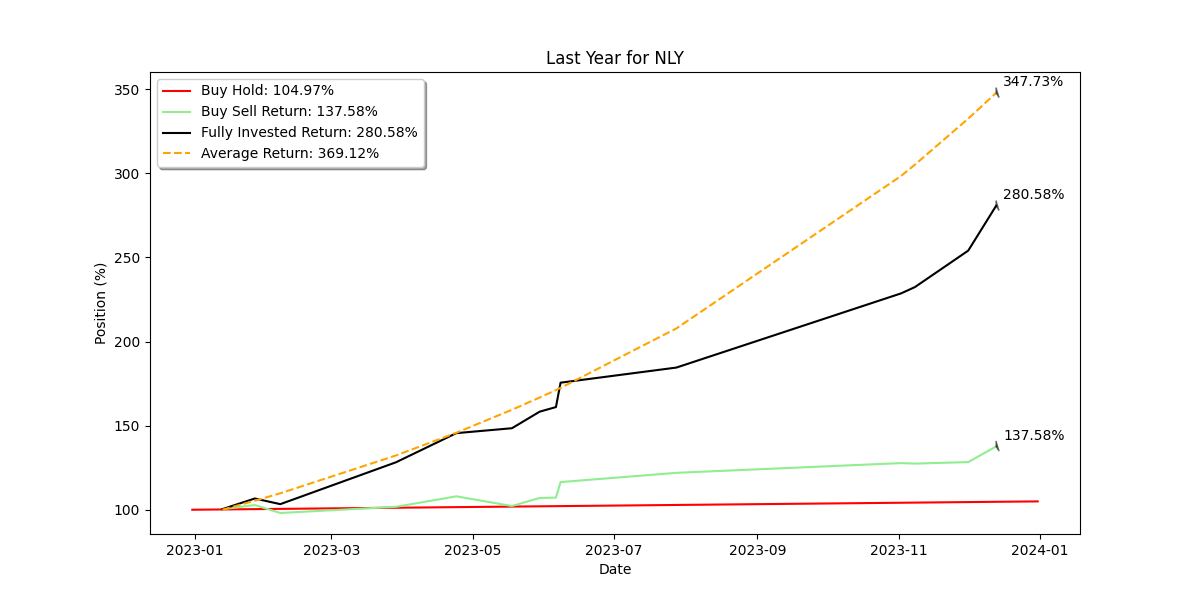 Last Year for NLY
Buy Hold: 104.97%
Buy Sell Return: 137.58%
Fully Invested Return: 280.58%
Average Return: 369.12%
347.73%
280.58%
137.58%
Position (%)
350
300
250
200
150
100
2023-01
2023-03
2023-05
2023-07
2023-09
2023-11
2024-01
Date